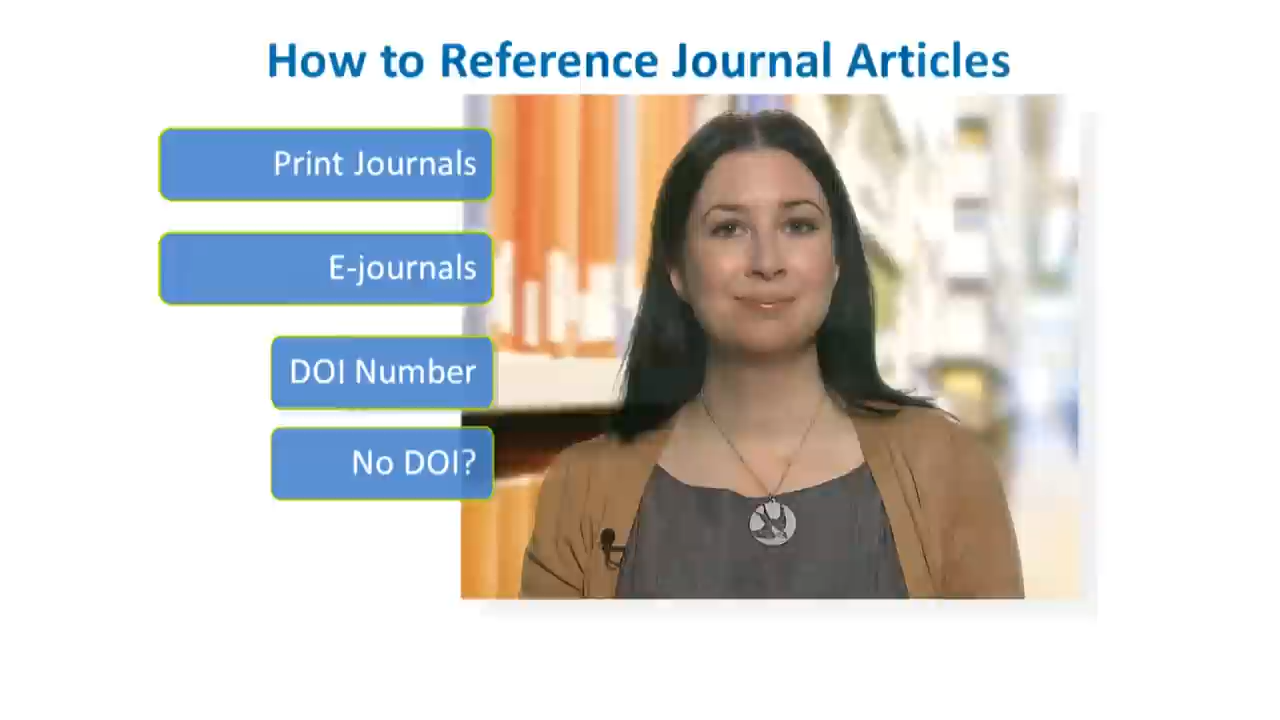 How to Reference Journal Articles
Print Journals
E-journals
DOI Number
No DOI?